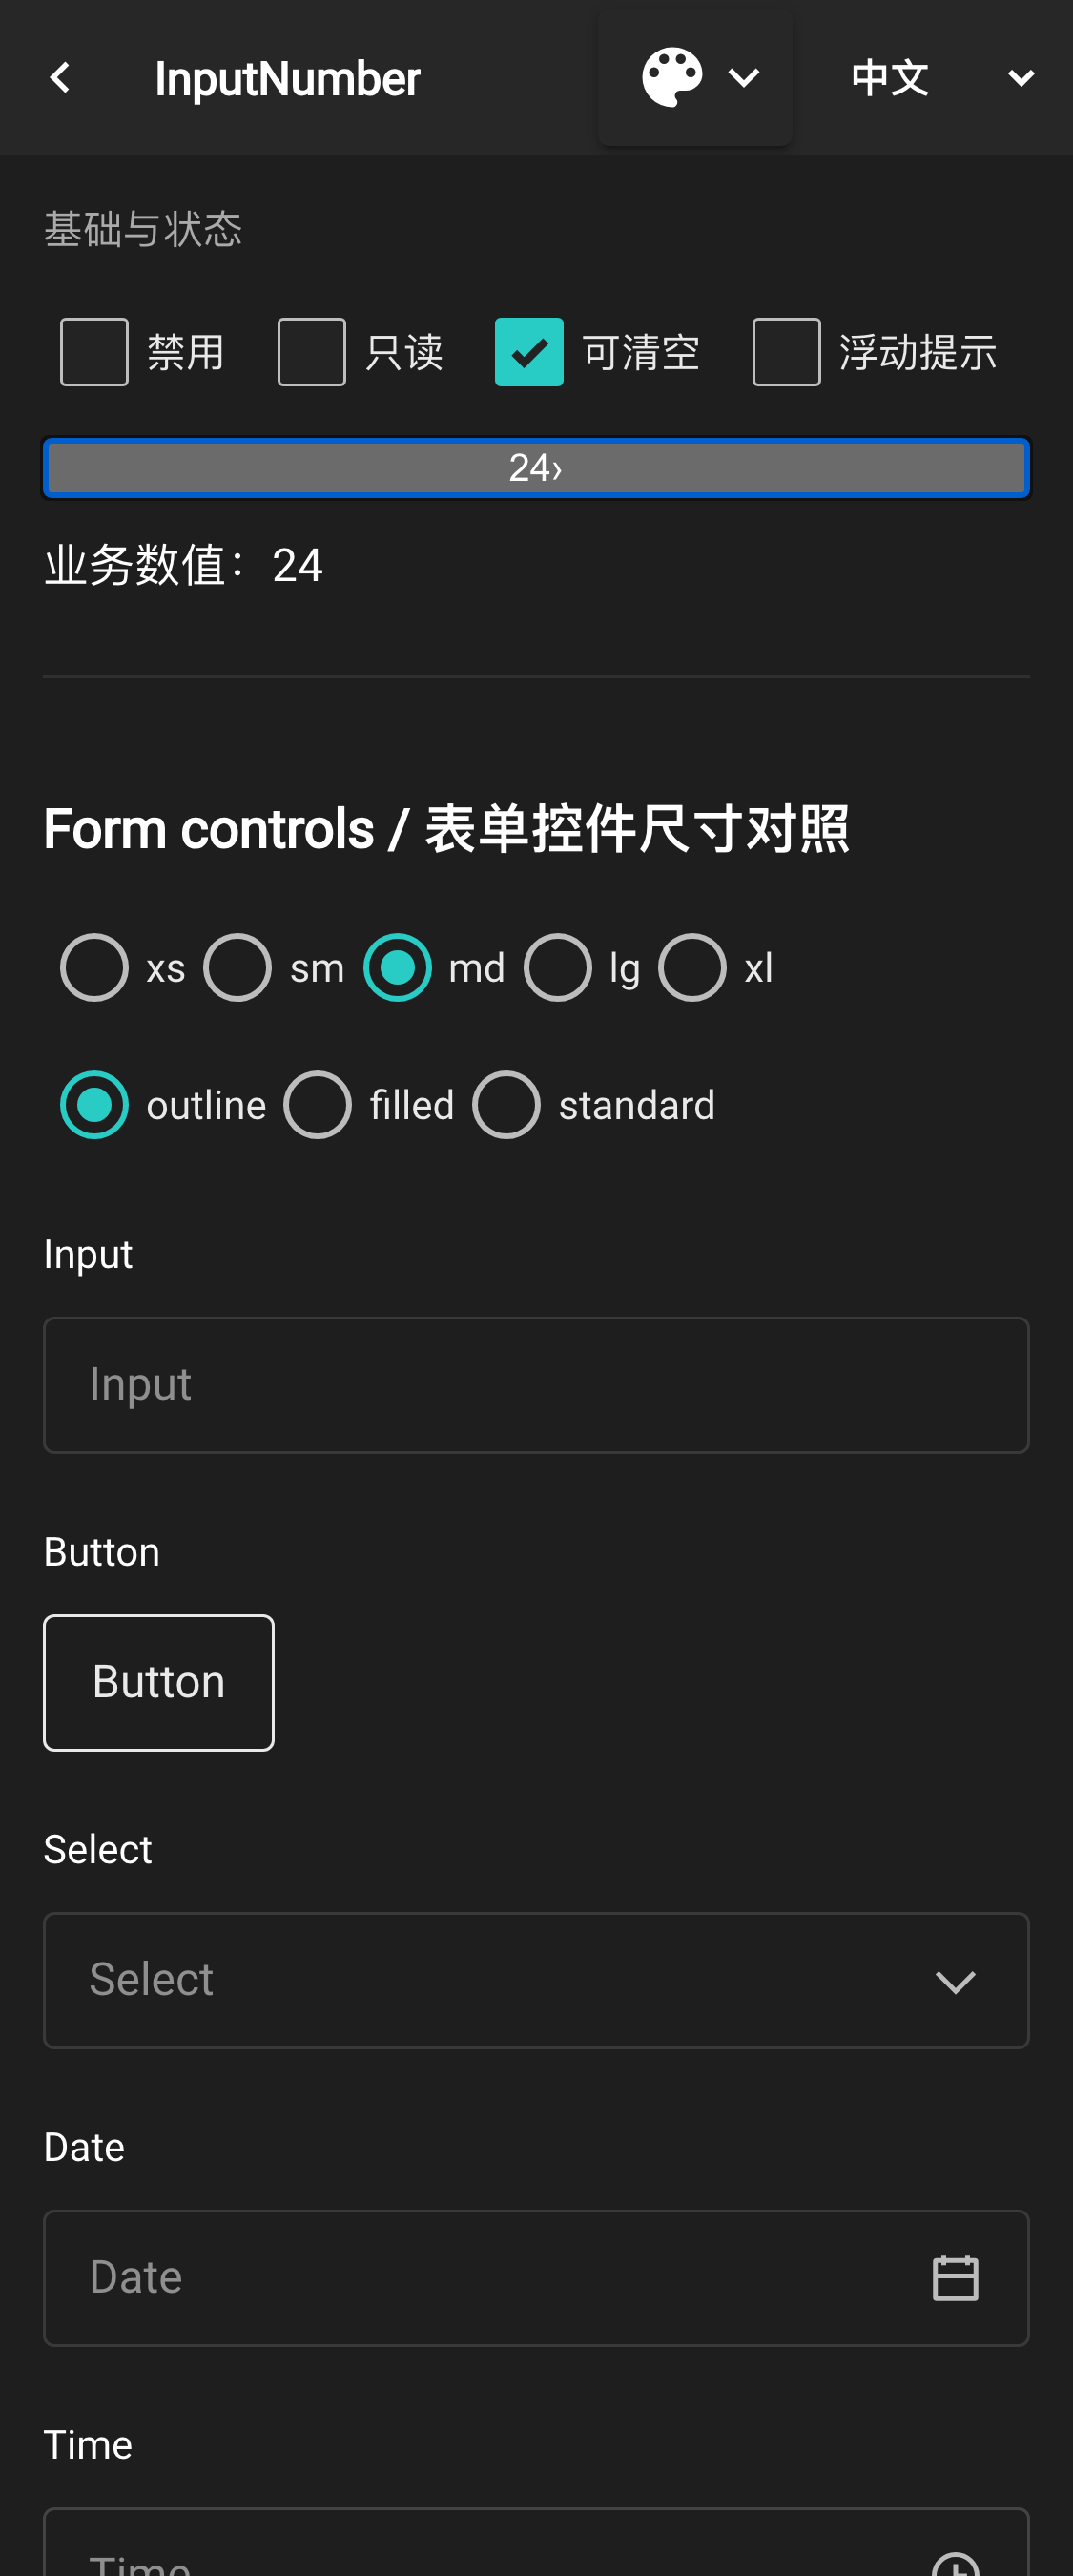 InputNumber 中文
基础与状态
禁用 只读 可清空 浮动提示
24›
业务数值：24
Form controls / 表单控件尺寸对照
xs sm md lg xl
outline filled standard
Input
Input
Button
Button
Select
Select
Date
Date
Time
Time